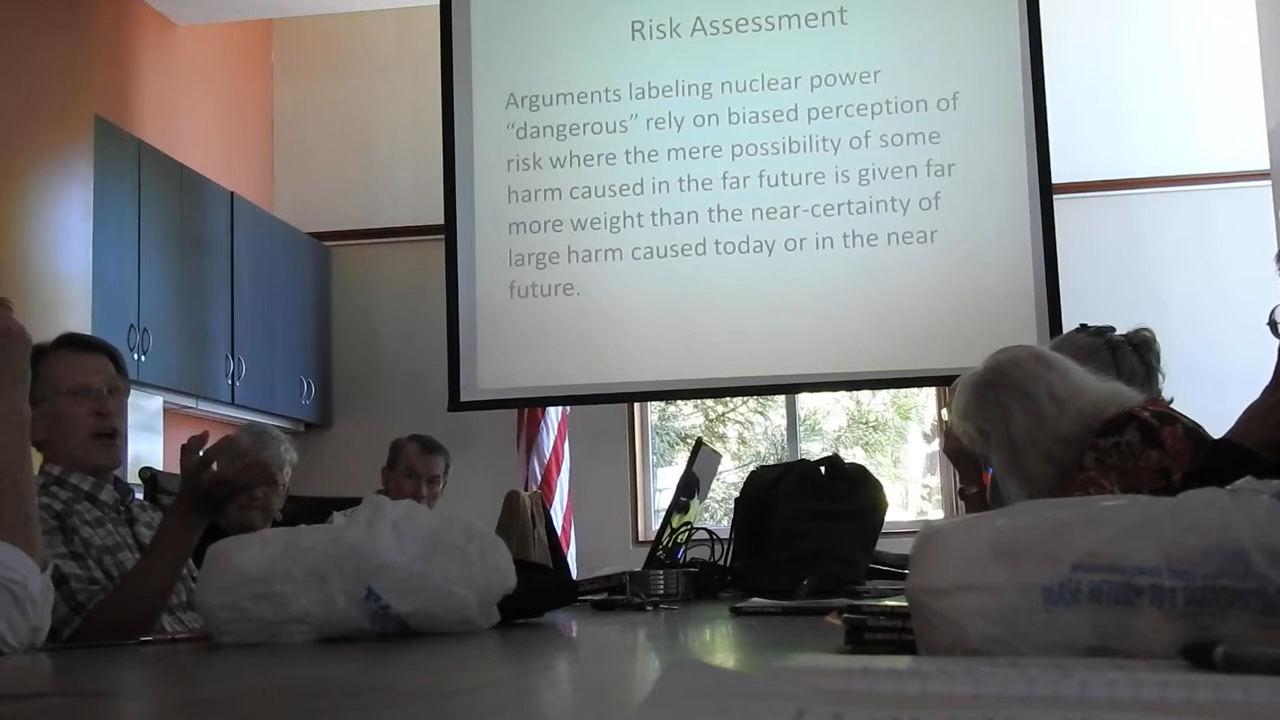 Risk Assessment
Arguments labeling nuclear power
“dangerous” rely on biased perception of
risk where the mere possibility of some
harm caused in the far future is given far
more weight than the near-certainty of
large harm caused today or in the near
future.